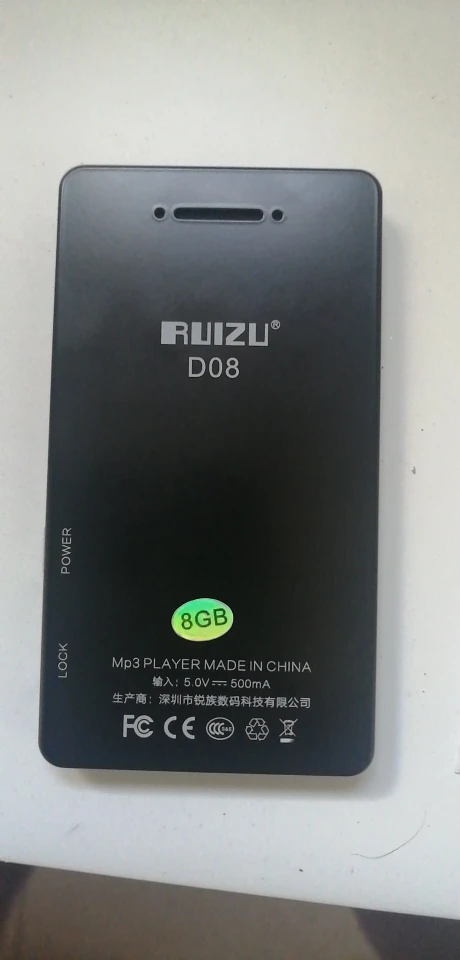 RUIZU®
D08
POWER
8GB
LOCK
Mp3 PLAYER MADE IN CHINA
输入：5.0V⎓500mA
生产商：深圳市锐族数码科技有限公司
FC CE CCC S&E